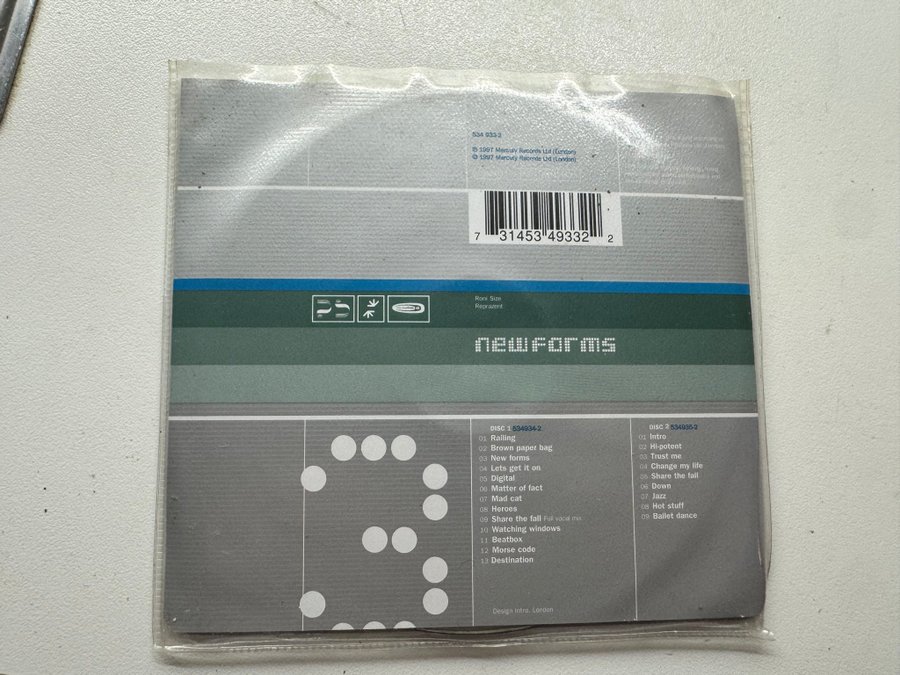 534 933-2
℗ 1997 Mercury Records Ltd (London)
© 1997 Mercury Records Ltd (London)
7 31453 49332 2
Roni Size
Reprazent
newforms
DISC 1 534934-2
01 Railing
02 Brown paper bag
03 New forms
04 Lets get it on
05 Digital
06 Matter of fact
07 Mad cat
08 Heroes
09 Share the fall Full vocal mix
10 Watching windows
11 Beatbox
12 Morse code
13 Destination
DISC 2 534935-2
01 Intro
02 Hi-potent
03 Trust me
04 Change my life
05 Share the fall
06 Down
07 Jazz
08 Hot stuff
09 Ballet dance
Design Intro, London